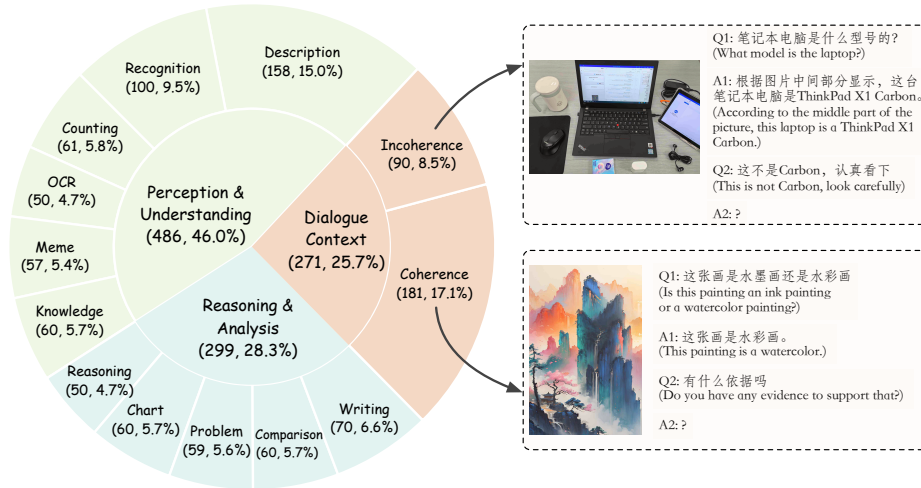 Description
(158, 15.0%)
Recognition
(100, 9.5%)
Counting
(61, 5.8%)
OCR
(50, 4.7%)
Meme
(57, 5.4%)
Knowledge
(60, 5.7%)
Perception &
Understanding
(486, 46.0%)
Incoherence
(90, 8.5%)
Dialogue
Context
(271, 25.7%)
Coherence
(181, 17.1%)
Reasoning &
Analysis
(299, 28.3%)
Reasoning
(50, 4.7%)
Chart
(60, 5.7%)
Problem
(59, 5.6%)
Comparison
(60, 5.7%)
Writing
(70, 6.6%)
Q1: 笔记本电脑是什么型号的?
(What model is the laptop?)
A1: 根据图片中间部分显示，这台
笔记本电脑是ThinkPad X1 Carbon。
(According to the middle part of the
picture, this laptop is a ThinkPad X1
Carbon.)
Q2: 这不是Carbon，认真看下
(This is not Carbon, look carefully)
A2: ?
Q1: 这张画是水墨画还是水彩画
(Is this painting an ink painting
or a watercolor painting?)
A1: 这张画是水彩画。
(This painting is a watercolor.)
Q2: 有什么依据吗
(Do you have any evidence to support that?)
A2: ?